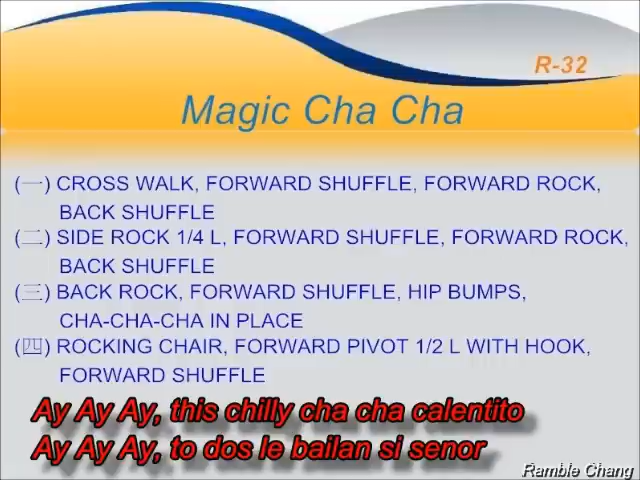 R-32
Magic Cha Cha
(一) CROSS WALK, FORWARD SHUFFLE, FORWARD ROCK,
BACK SHUFFLE
(二) SIDE ROCK 1/4 L, FORWARD SHUFFLE, FORWARD ROCK,
BACK SHUFFLE
(三) BACK ROCK, FORWARD SHUFFLE, HIP BUMPS,
CHA-CHA-CHA IN PLACE
(四) ROCKING CHAIR, FORWARD PIVOT 1/2 L WITH HOOK,
FORWARD SHUFFLE
Ay Ay Ay, this chilly cha cha calentito
Ay Ay Ay, to dos le bailan si senor
Ramble Chang